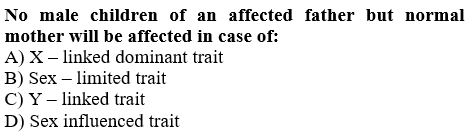 No male children of an affected father but normal
mother will be affected in case of:
A) X – linked dominant trait
B) Sex – limited trait
C) Y – linked trait
D) Sex influenced trait